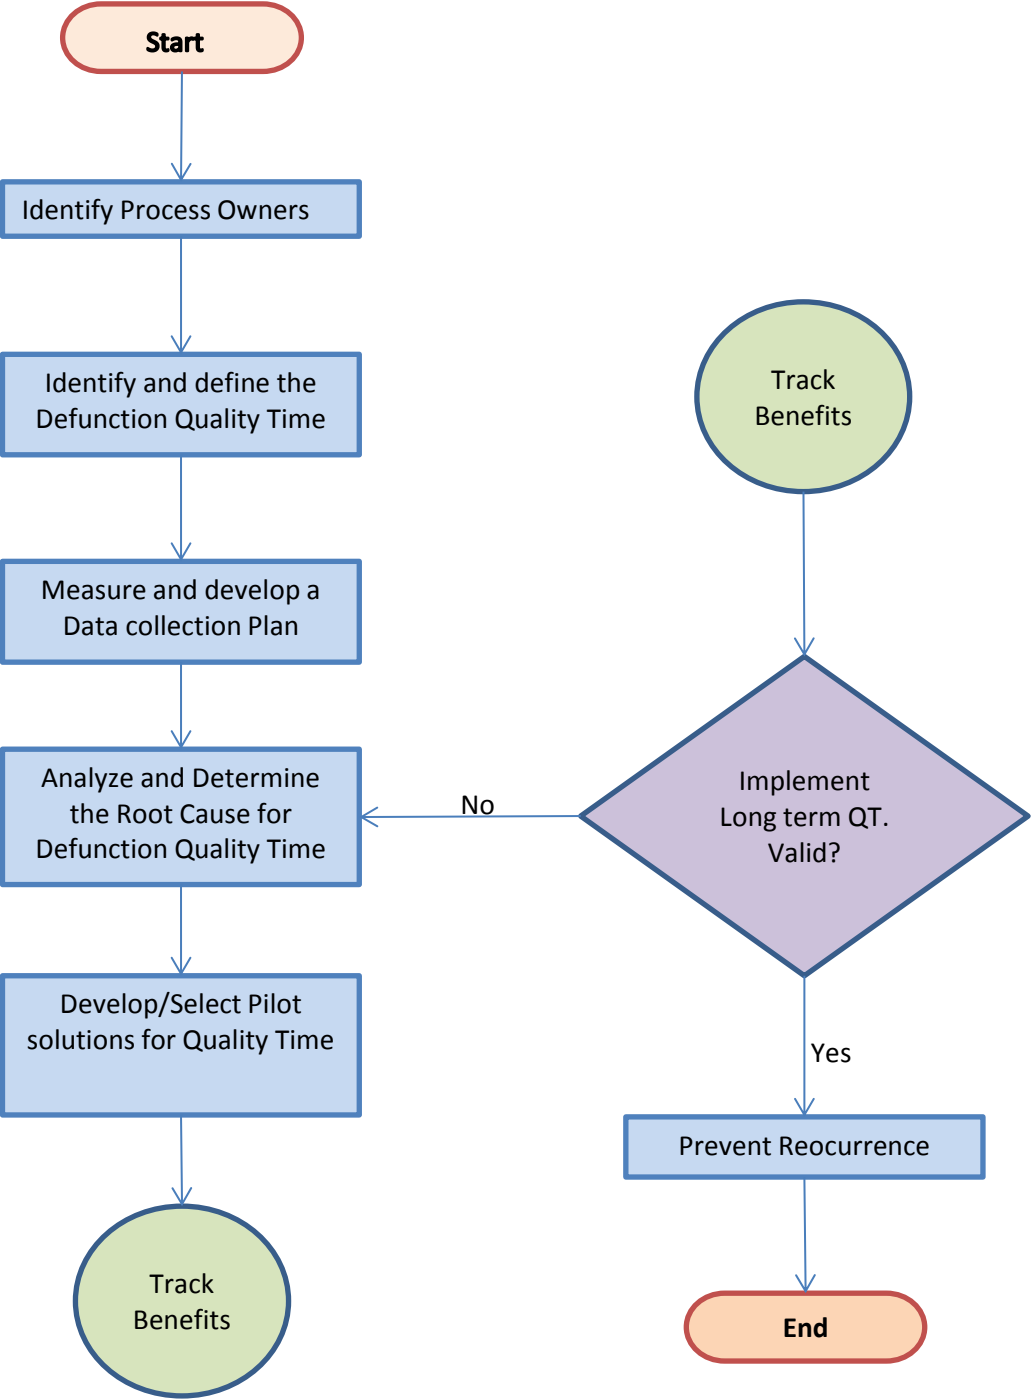 Start
Identify Process Owners
Identify and define the
Defunction Quality Time
Measure and develop a
Data collection Plan
Analyze and Determine
the Root Cause for
Defunction Quality Time
Develop/Select Pilot
solutions for Quality Time
Track
Benefits
Track
Benefits
Implement
Long term QT.
Valid?
No
Yes
Prevent Reocurrence
End